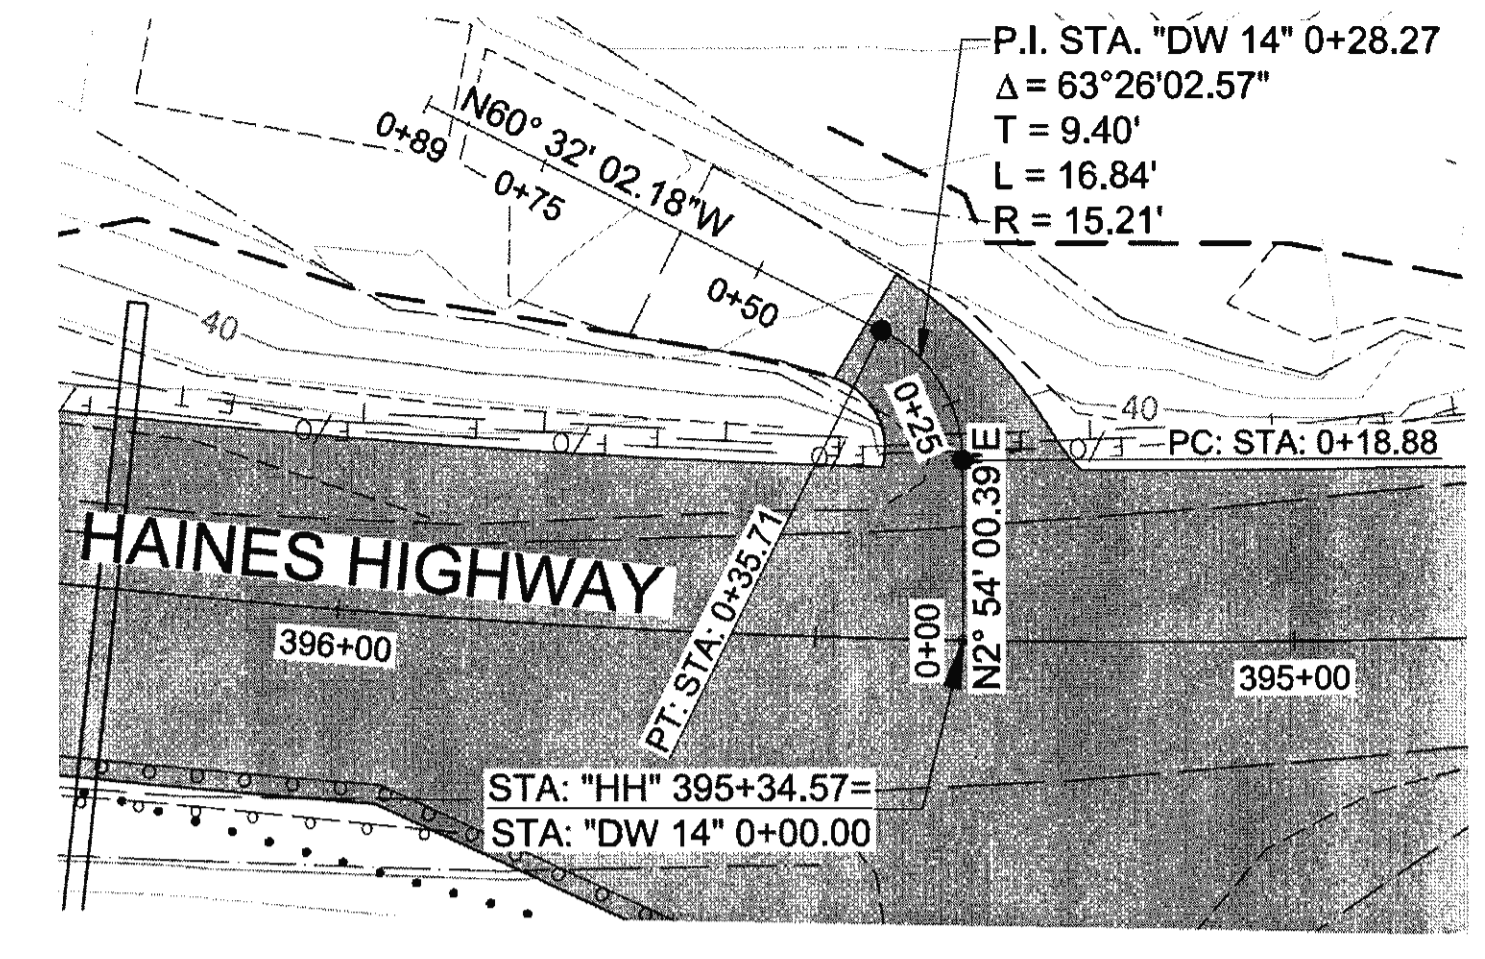 P.I. STA. "DW 14" 0+28.27
Δ = 63°26'02.57"
T = 9.40'
L = 16.84'
R = 15.21'
N60° 32' 02.18"W
0+89
0+75
0+50
40
0+25
40
PC: STA: 0+18.88
HAINES HIGHWAY
N2° 54' 00.39"E
PT: STA: 0+35.71
0+00
396+00
395+00
STA: "HH" 395+34.57=
STA: "DW 14" 0+00.00